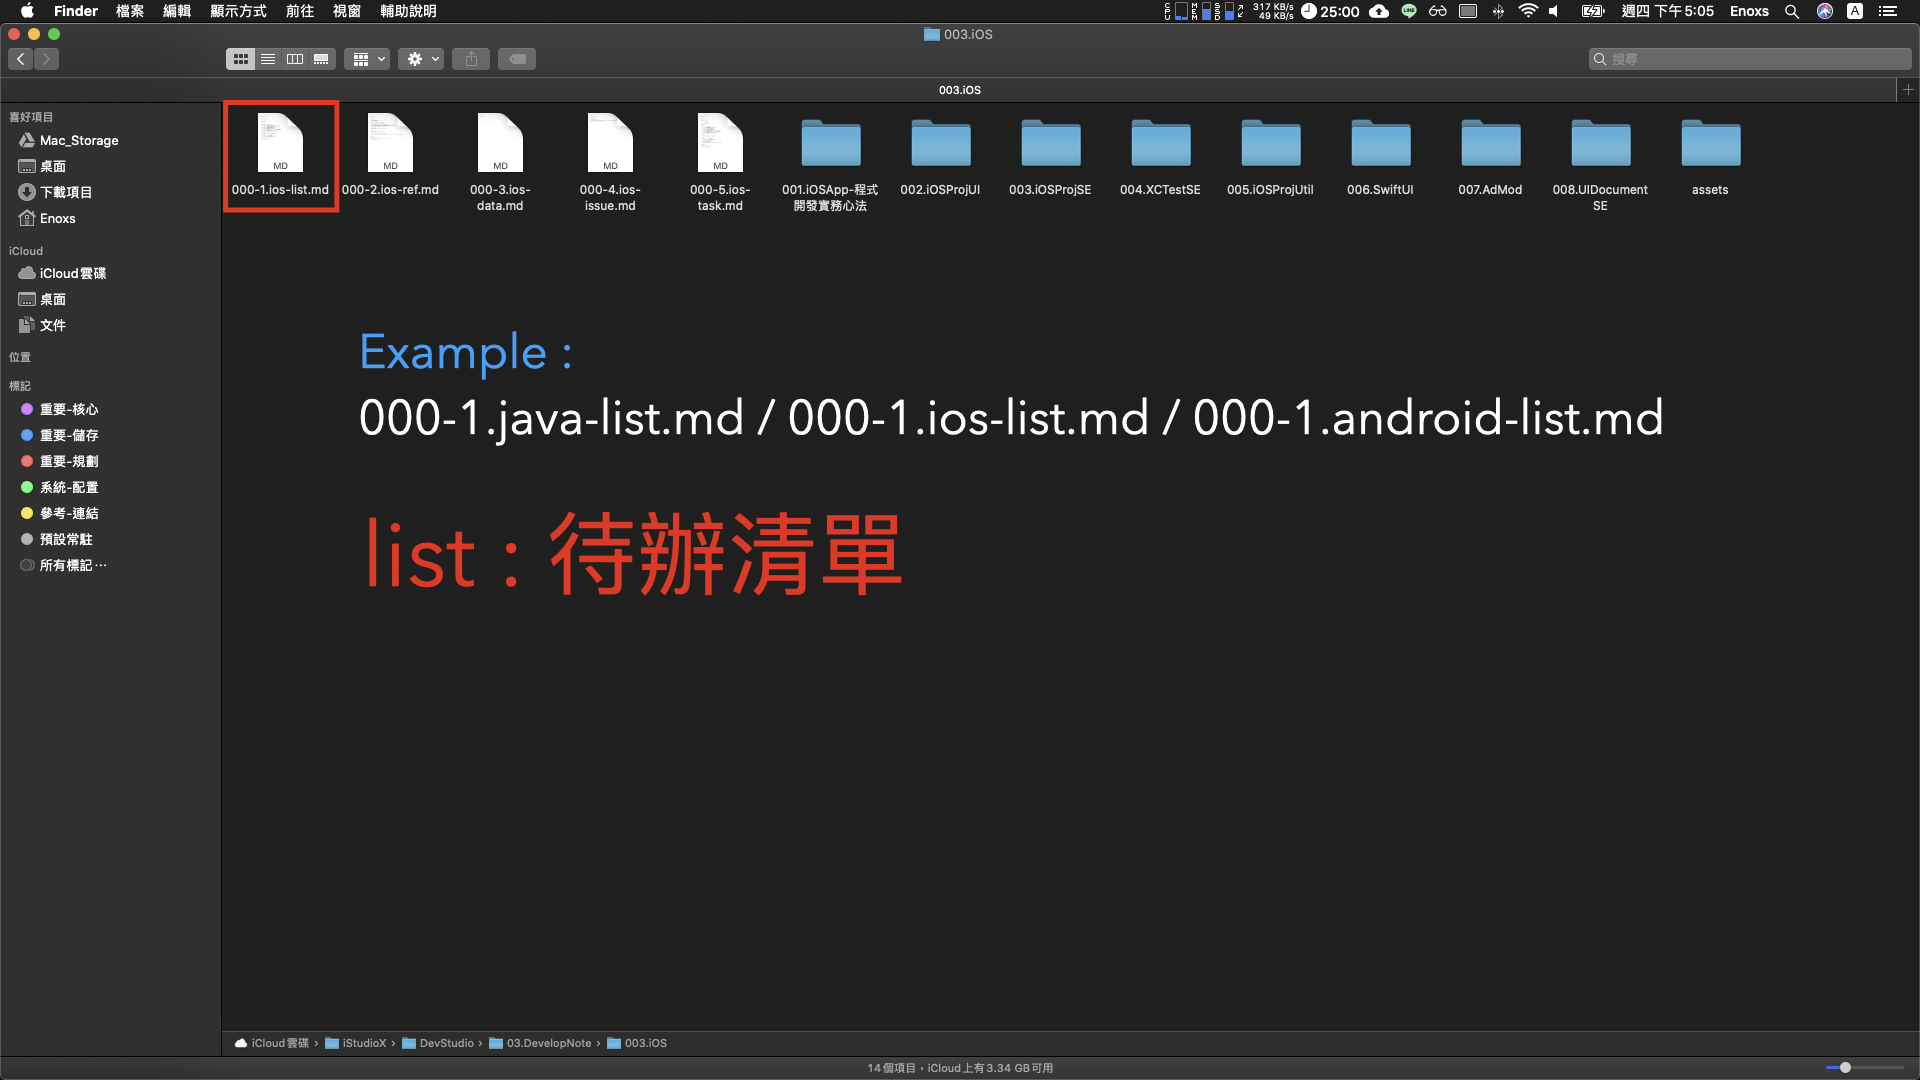 Finder 檔案 編輯 顯示方式 前往 視窗 輔助說明
CPU MEM SSD 317 KB/s 49 KB/s 25:00 LINE 週四 下午5:05 Enoxs A
003.iOS
搜尋
003.iOS
喜好項目
Mac_Storage
桌面
下載項目
Enoxs
iCloud
iCloud雲碟
桌面
文件
位置
標記
重要-核心
重要-儲存
重要-規劃
系統-配置
參考-連結
預設常駐
所有標記⋯
MD
000-1.ios-list.md
MD
000-2.ios-ref.md
MD
000-3.ios-
data.md
MD
000-4.ios-
issue.md
MD
000-5.ios-
task.md
001.iOSApp-程式
開發實務心法
002.iOSProjUI
003.iOSProjSE
004.XCTestSE
005.iOSProjUtil
006.SwiftUI
007.AdMod
008.UIDocument
SE
assets
Example :
000-1.java-list.md / 000-1.ios-list.md / 000-1.android-list.md
list : 待辦清單
iCloud雲碟 › iStudioX › DevStudio › 03.DevelopNote › 003.iOS
14個項目，iCloud上有3.34 GB可用